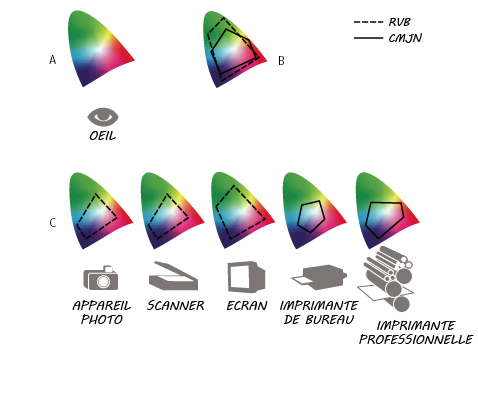 A
B
RVB
CMJN
OEIL
C
APPAREIL
PHOTO
SCANNER
ECRAN
IMPRIMANTE
DE BUREAU
IMPRIMANTE
PROFESSIONNELLE